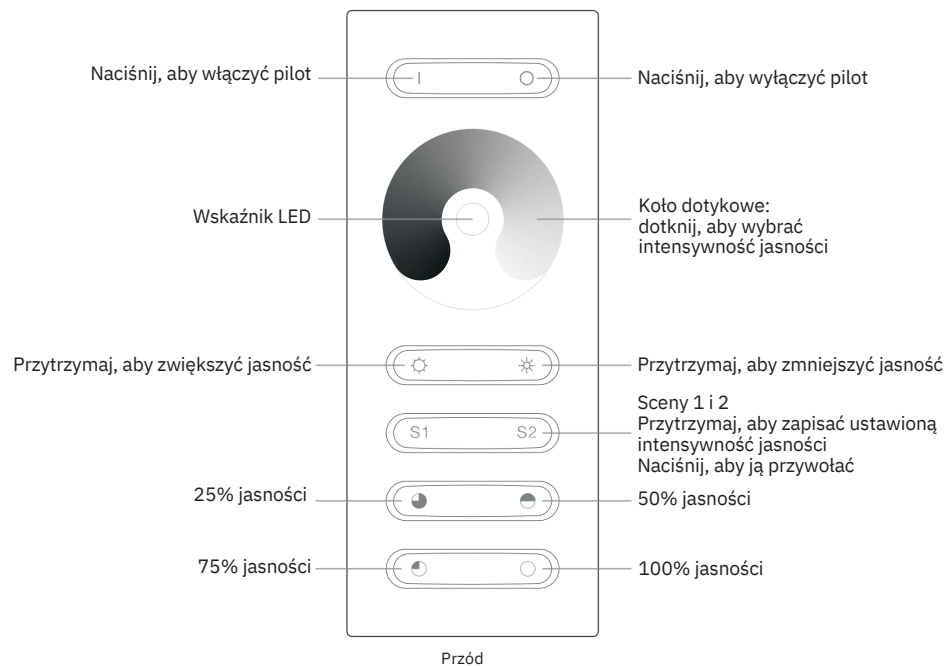 Naciśnij, aby włączyć pilot
I
O
Naciśnij, aby wyłączyć pilot
Wskaźnik LED
Koło dotykowe:
dotknij, aby wybrać
intensywność jasności
Przytrzymaj, aby zwiększyć jasność
Przytrzymaj, aby zmniejszyć jasność
S1
S2
Sceny 1 i 2
Przytrzymaj, aby zapisać ustawioną
intensywność jasności
Naciśnij, aby ją przywołać
25% jasności
50% jasności
75% jasności
100% jasności
Przód